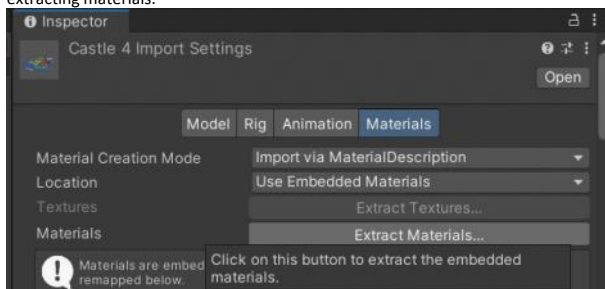 extracting materials.
Inspector
Castle 4 Import Settings
Open
Model Rig Animation Materials
Material Creation Mode Import via MaterialDescription
Location Use Embedded Materials
Textures Extract Textures...
Materials Extract Materials...
Materials are embed
remapped below.
Click on this button to extract the embedded
materials.